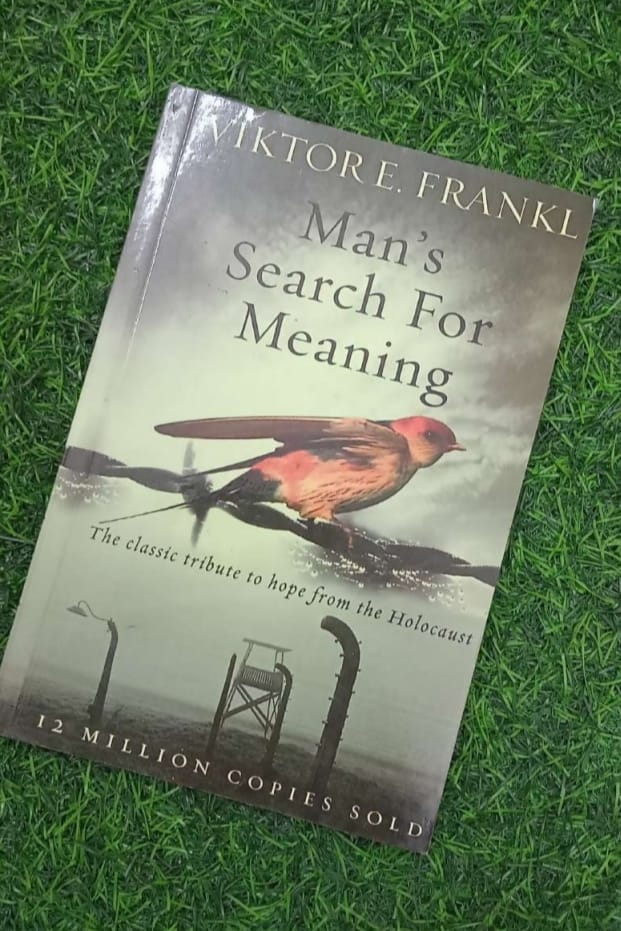 VIKTOR E. FRANKL
Man's
Search For
Meaning
The classic tribute to hope from the Holocaust
12 MILLION COPIES SOLD